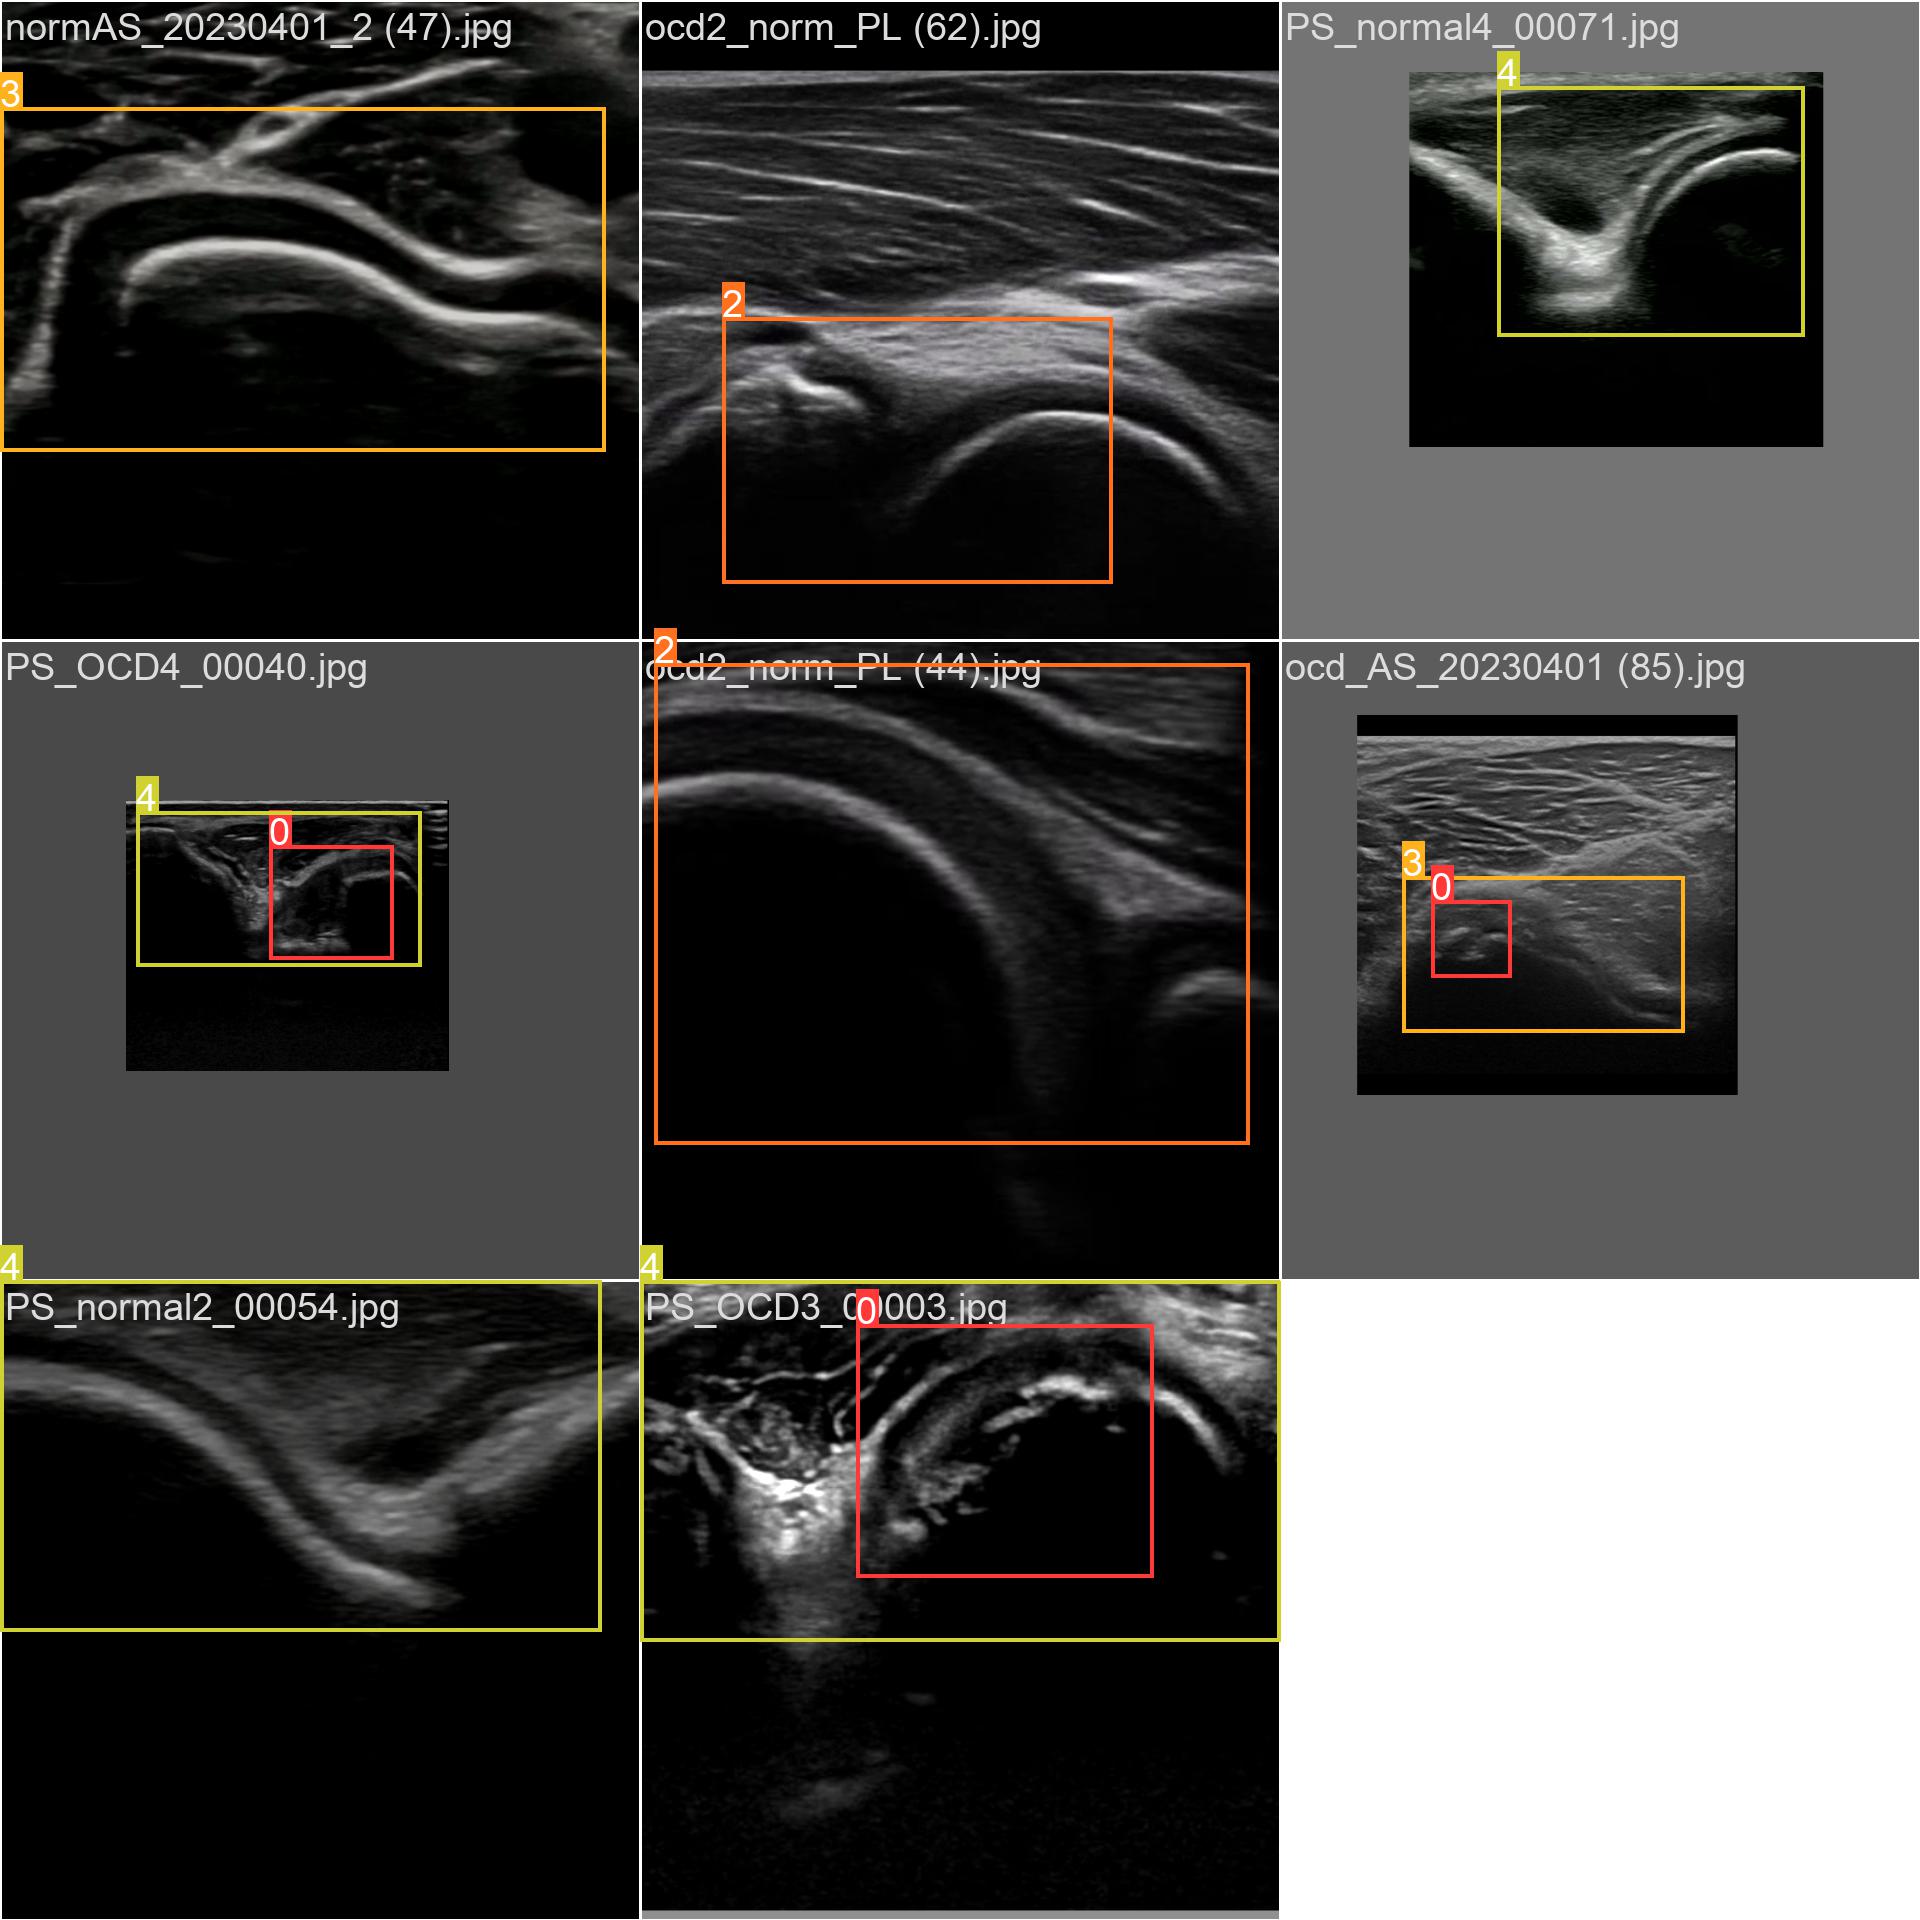 normAS_20230401_2 (47).jpg
3
ocd2_norm_PL (62).jpg
2
PS_normal4_00071.jpg
4
PS_OCD4_00040.jpg
4
0
ocd2_norm_PL (44).jpg
2
ocd_AS_20230401 (85).jpg
3
0
PS_normal2_00054.jpg
4
PS_OCD3_00003.jpg
4
0